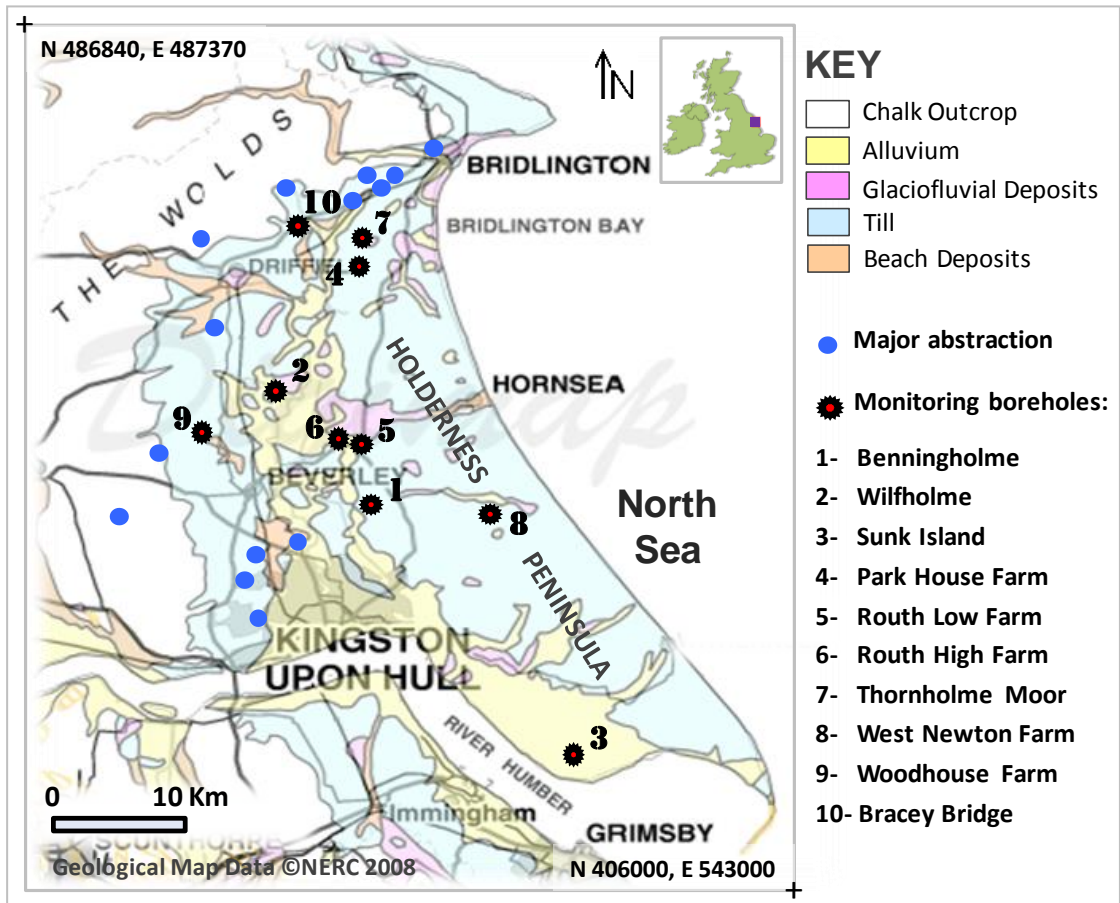 N 486840, E 487370
N
THE WOLDS
BRIDLINGTON
BRIDLINGTON BAY
10
7
DRIFFIEL
4
HOLDERNESS
HORNSEA
2
9
6
5
BEVERLEY
1
8
North
Sea
PENINSULA
KINGSTON
UPON HULL
3
RIVER HUMBER
0 10 Km
Immingham
SCUNTHORPE
GRIMSBY
Geological Map Data ©NERC 2008
N 406000, E 543000
KEY
Chalk Outcrop
Alluvium
Glaciofluvial Deposits
Till
Beach Deposits
Major abstraction
Monitoring boreholes:
1- Benningholme
2- Wilfholme
3- Sunk Island
4- Park House Farm
5- Routh Low Farm
6- Routh High Farm
7- Thornholme Moor
8- West Newton Farm
9- Woodhouse Farm
10- Bracey Bridge